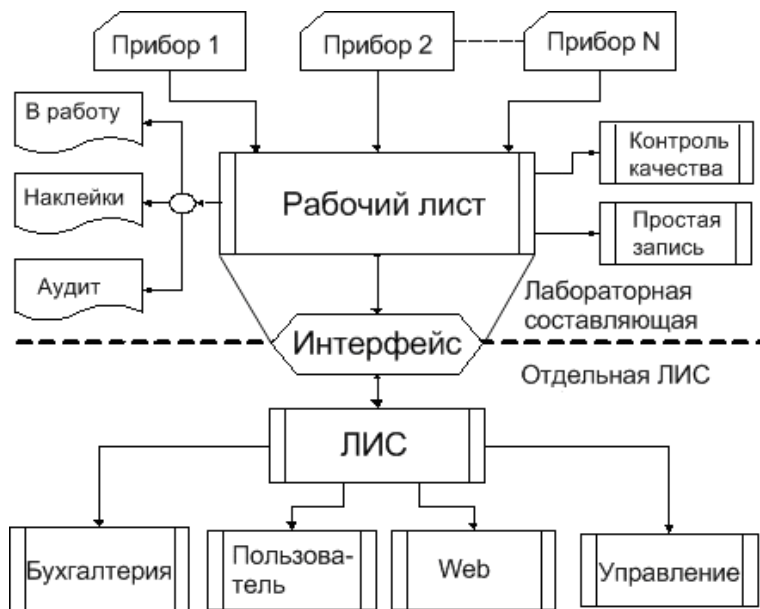 Прибор 1
Прибор 2
Прибор N
В работу
Наклейки
Аудит
Рабочий лист
Контроль
качества
Простая
запись
Лабораторная
составляющая
Интерфейс
Отдельная ЛИС
ЛИС
Бухгалтерия
Пользова-
тель
Web
Управление